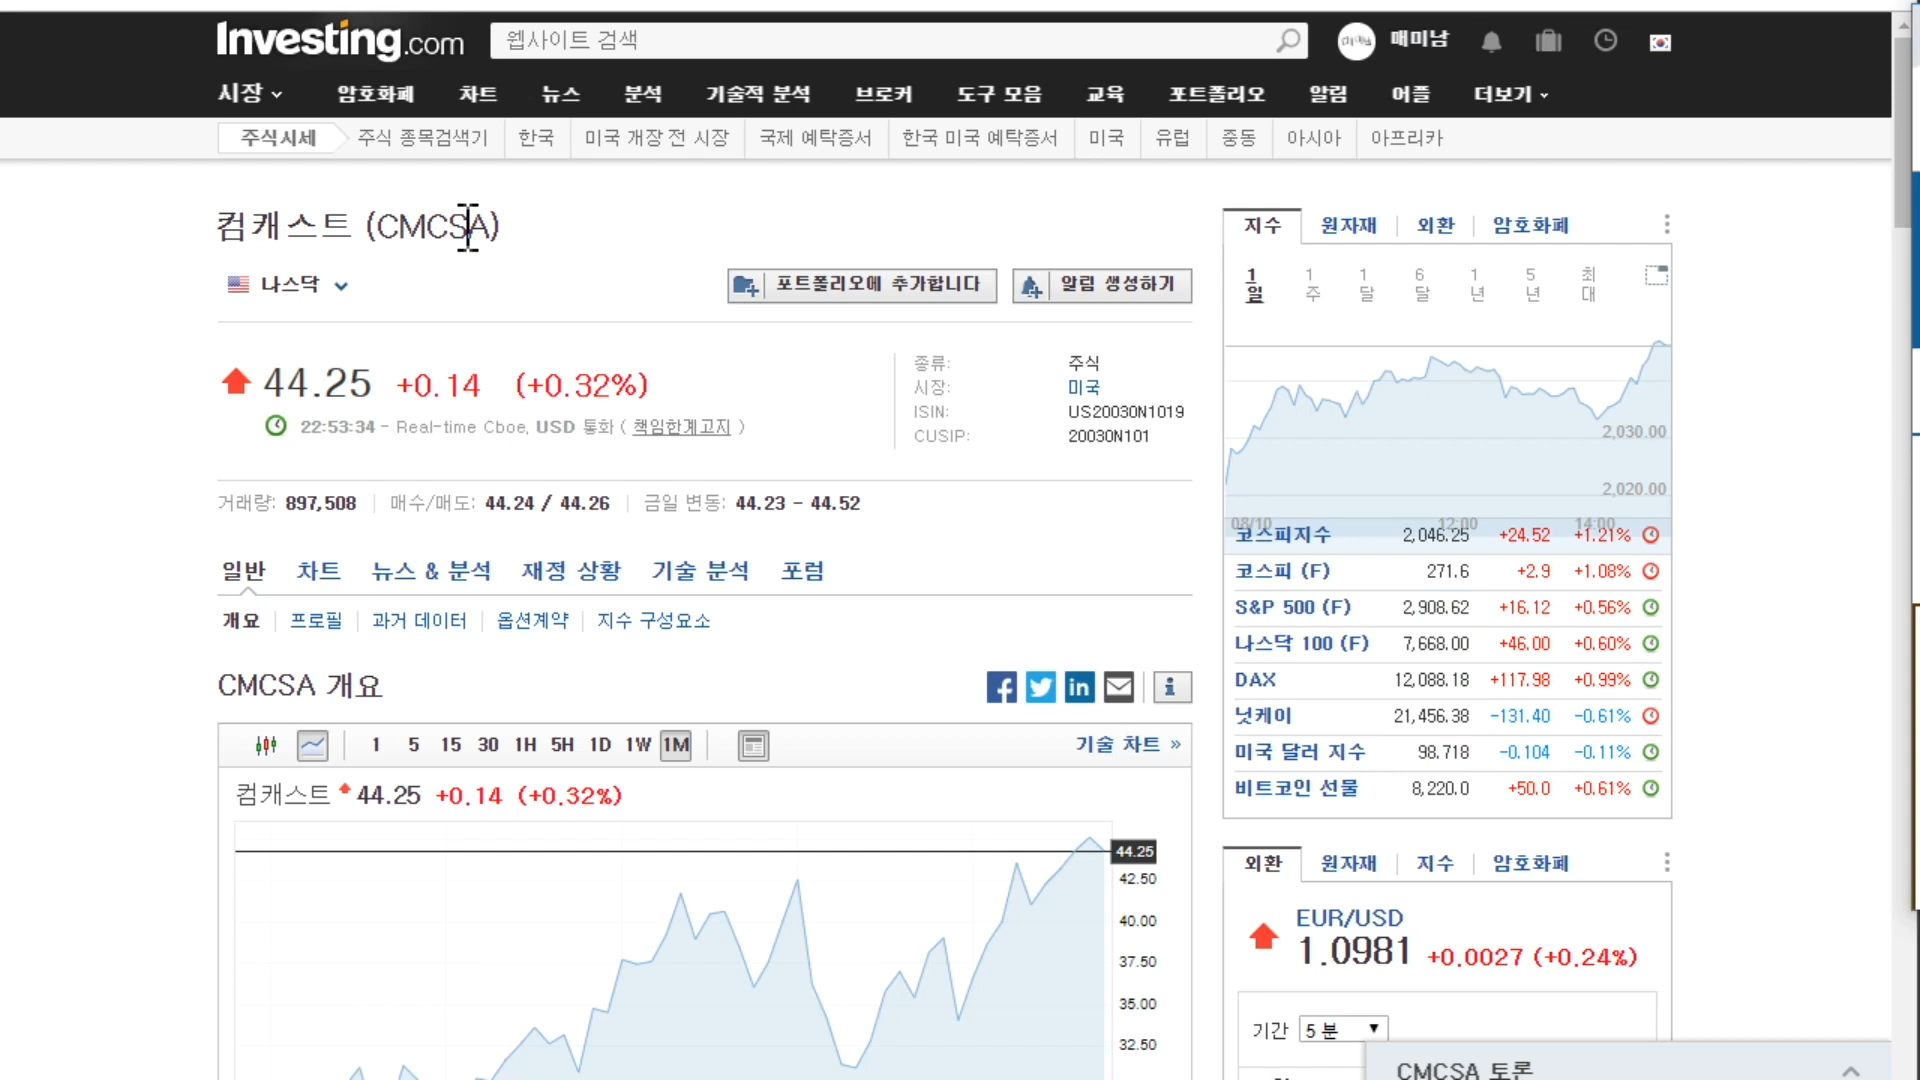 Investing.com
웹사이트 검색
매미남
시장
암호화폐
차트
뉴스
분석
기술적 분석
브로커
도구 모음
교육
포트폴리오
알림
어플
더보기
주식시세
주식 종목검색기
한국
미국 개장 전 시장
국제 예탁증서
한국 미국 예탁증서
미국
유럽
중동
아시아
아프리카
컴캐스트 (CMCSA)
나스닥
포트폴리오에 추가합니다
알림 생성하기
44.25 +0.14 (+0.32%)
22:53:34 - Real-time Cboe, USD 통화 ( 책임한계고지 )
종류: 주식
시장: 미국
ISIN: US20030N1019
CUSIP: 20030N101
거래량: 897,508
매수/매도: 44.24 / 44.26
금일 변동: 44.23 - 44.52
일반
차트
뉴스 & 분석
재정 상황
기술 분석
포럼
개요
프로필
과거 데이터
옵션계약
지수 구성요소
CMCSA 개요
1 5 15 30 1H 5H 1D 1W 1M
기술 차트 »
컴캐스트 44.25 +0.14 (+0.32%)
44.25
42.50
40.00
37.50
35.00
32.50
지수
원자재
외환
암호화폐
1일
1주
1달
6달
1년
5년
최대
2,030.00
2,020.00
08/10 12:00 14:00
코스피지수 2,046.25 +24.52 +1.21%
코스피 (F) 271.6 +2.9 +1.08%
S&P 500 (F) 2,908.62 +16.12 +0.56%
나스닥 100 (F) 7,668.00 +46.00 +0.60%
DAX 12,088.18 +117.98 +0.99%
닛케이 21,456.38 -131.40 -0.61%
미국 달러 지수 98.718 -0.104 -0.11%
비트코인 선물 8,220.0 +50.0 +0.61%
외환
원자재
지수
암호화폐
EUR/USD
1.0981 +0.0027 (+0.24%)
기간 5 분
CMCSA 토론